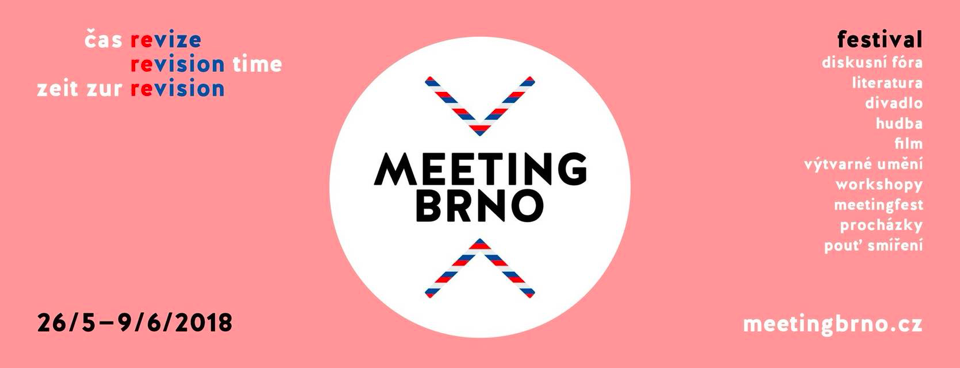 čas revize
revision time
zeit zur revision
MEETING
BRNO
festival
diskusní fóra
literatura
divadlo
hudba
film
výtvarné umění
workshopy
meetingfest
procházky
pouť smíření
26/5–9/6/2018
meetingbrno.cz